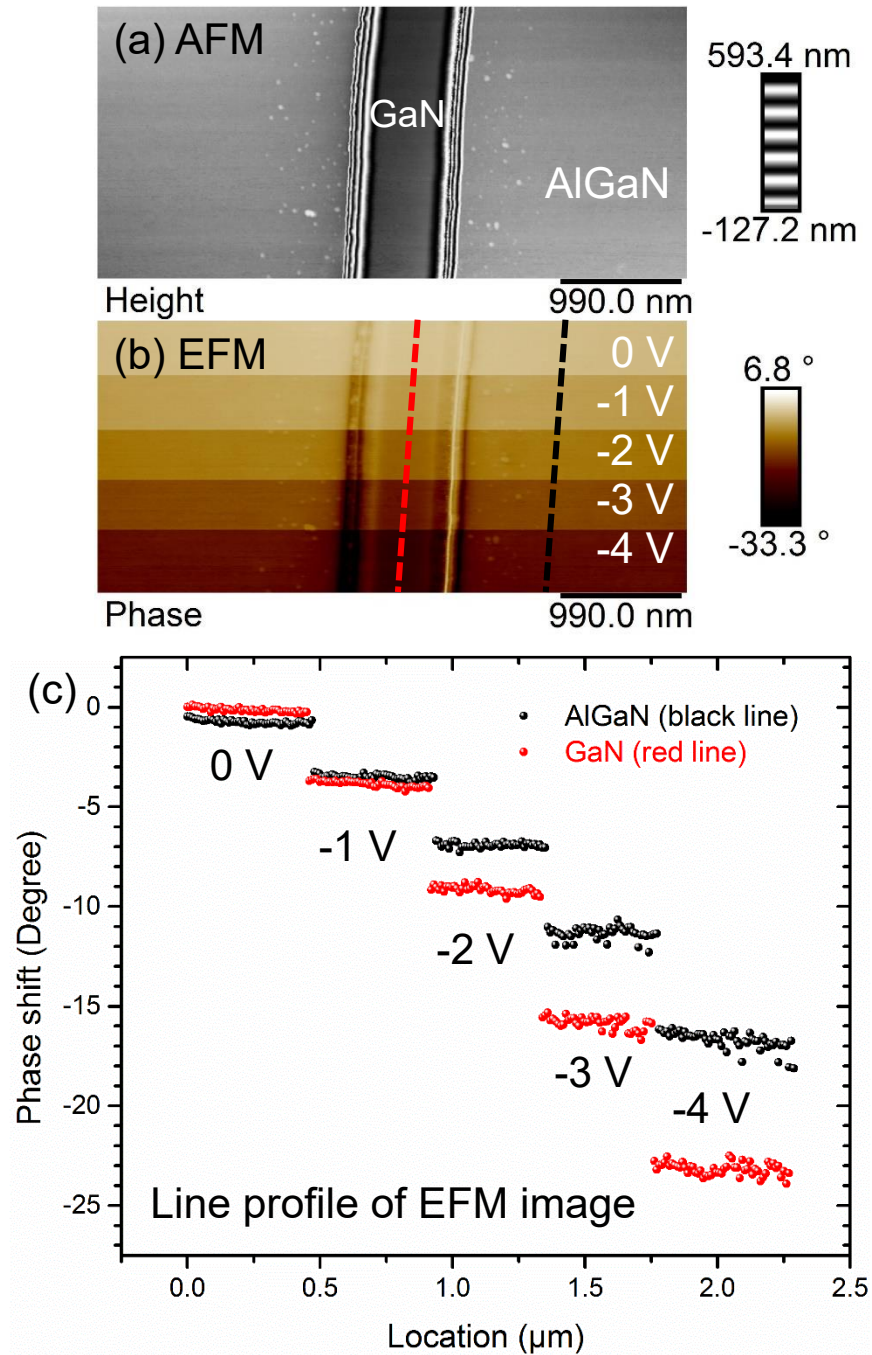 (a) AFM
GaN
AlGaN
593.4 nm
-127.2 nm
Height
990.0 nm
(b) EFM
0 V
-1 V
-2 V
-3 V
-4 V
6.8 °
-33.3 °
Phase
990.0 nm
(c)
AlGaN (black line)
GaN (red line)
0 V
-1 V
-2 V
-3 V
-4 V
Line profile of EFM image
Phase shift (Degree)
0
-5
-10
-15
-20
-25
0.0
0.5
1.0
1.5
2.0
2.5
Location (μm)